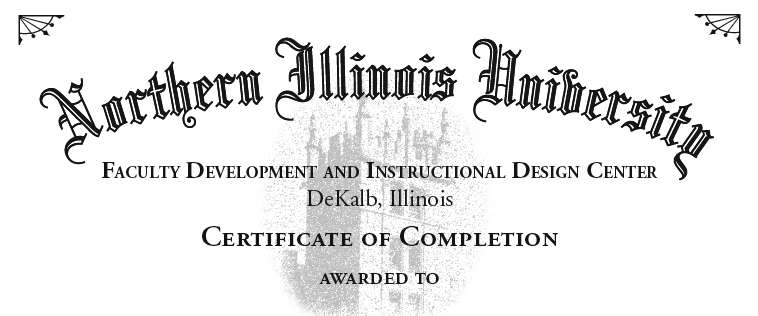 Northern Illinois University
Faculty Development and Instructional Design Center
DeKalb, Illinois
Certificate of Completion
awarded to